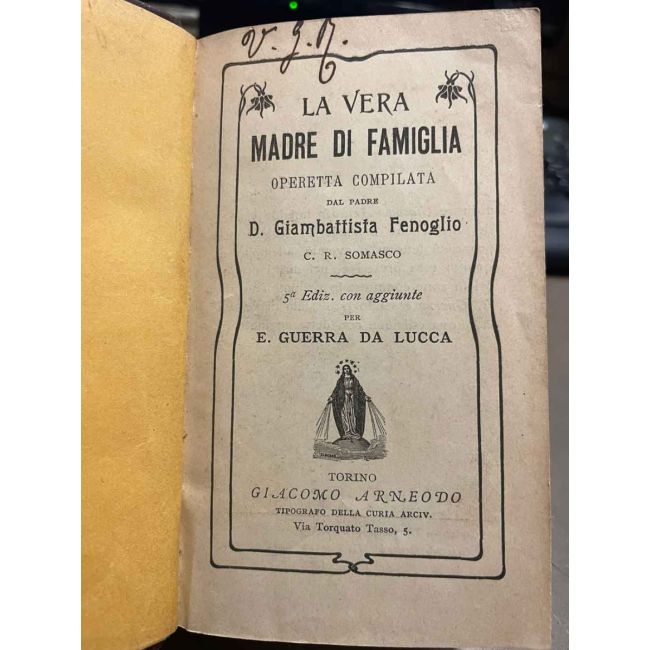 V. J. N.
LA VERA
MADRE DI FAMIGLIA
OPERETTA COMPILATA
DAL PADRE
D. Giambattista Fenoglio
C. R. SOMASCO
5ª Ediz. con aggiunte
PER
E. GUERRA DA LUCCA
TORINO
GIACOMO ARNEODO
TIPOGRAFO DELLA CURIA ARCIV.
Via Torquato Tasso, 5.